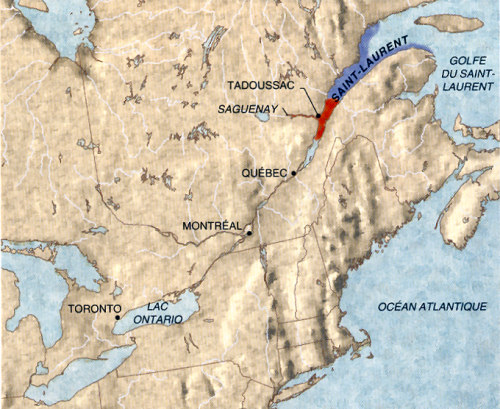 SAINT-LAURENT
GOLFE
DU SAINT-
LAURENT
TADOUSSAC
SAGUENAY
QUÉBEC
MONTRÉAL
TORONTO
LAC
ONTARIO
OCÉAN ATLANTIQUE